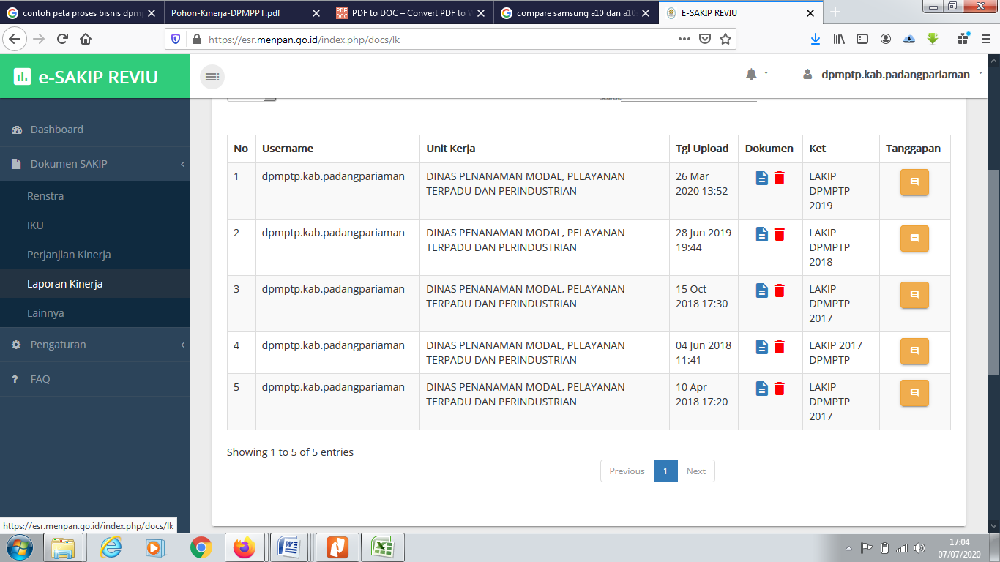 contoh peta proses bisnis dpm
Pohon-Kinerja-DPMPPT.pdf
PDF to DOC – Convert PDF to W
compare samsung a10 dan a10
E-SAKIP REVIU
https://esr.menpan.go.id/index.php/docs/lk
e-SAKIP REVIU
dpmptp.kab.padangpariaman
Dashboard
Dokumen SAKIP
Renstra
IKU
Perjanjian Kinerja
Laporan Kinerja
Lainnya
Pengaturan
FAQ
No Username Unit Kerja Tgl Upload Dokumen Ket Tanggapan
1 dpmptp.kab.padangpariaman DINAS PENANAMAN MODAL, PELAYANAN 26 Mar LAKIP
TERPADU DAN PERINDUSTRIAN 2020 13:52 DPMPTP
2019
2 dpmptp.kab.padangpariaman DINAS PENANAMAN MODAL, PELAYANAN 28 Jun 2019 LAKIP
TERPADU DAN PERINDUSTRIAN 19:44 DPMPTP
2018
3 dpmptp.kab.padangpariaman DINAS PENANAMAN MODAL, PELAYANAN 15 Oct LAKIP
TERPADU DAN PERINDUSTRIAN 2018 17:30 DPMPTP
2017
4 dpmptp.kab.padangpariaman DINAS PENANAMAN MODAL, PELAYANAN 04 Jun 2018 LAKIP 2017
TERPADU DAN PERINDUSTRIAN 11:41 DPMPTP
5 dpmptp.kab.padangpariaman DINAS PENANAMAN MODAL, PELAYANAN 10 Apr LAKIP
TERPADU DAN PERINDUSTRIAN 2018 17:20 DPMPTP
2017
Showing 1 to 5 of 5 entries
Previous 1 Next
https://esr.menpan.go.id/index.php/docs/lk
17:04
07/07/2020